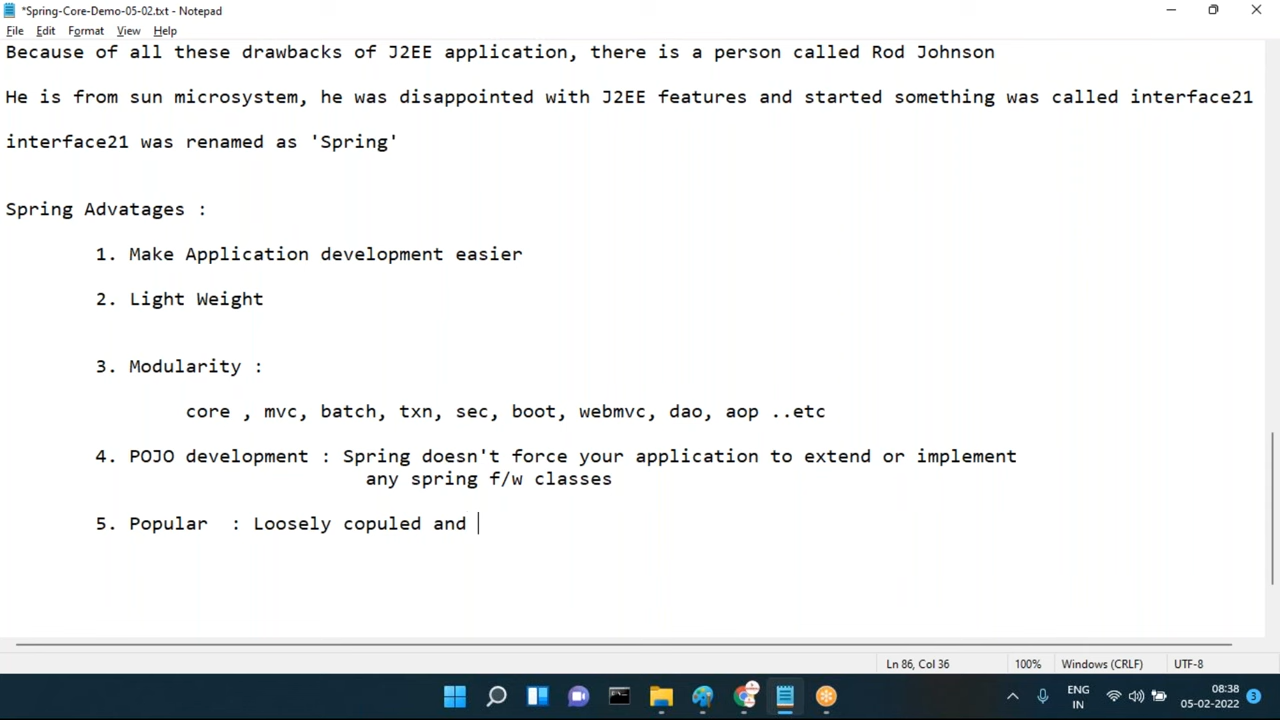 *Spring-Core-Demo-05-02.txt - Notepad
File Edit Format View Help
Because of all these drawbacks of J2EE application, there is a person called Rod Johnson
He is from sun microsystem, he was disappointed with J2EE features and started something was called interface21
interface21 was renamed as 'Spring'
Spring Advatages :
1. Make Application development easier
2. Light Weight
3. Modularity :
core , mvc, batch, txn, sec, boot, webmvc, dao, aop ..etc
4. POJO development : Spring doesn't force your application to extend or implement
any spring f/w classes
5. Popular : Loosely copuled and
Ln 86, Col 36 100% Windows (CRLF) UTF-8
ENG 08:38
IN 05-02-2022 3